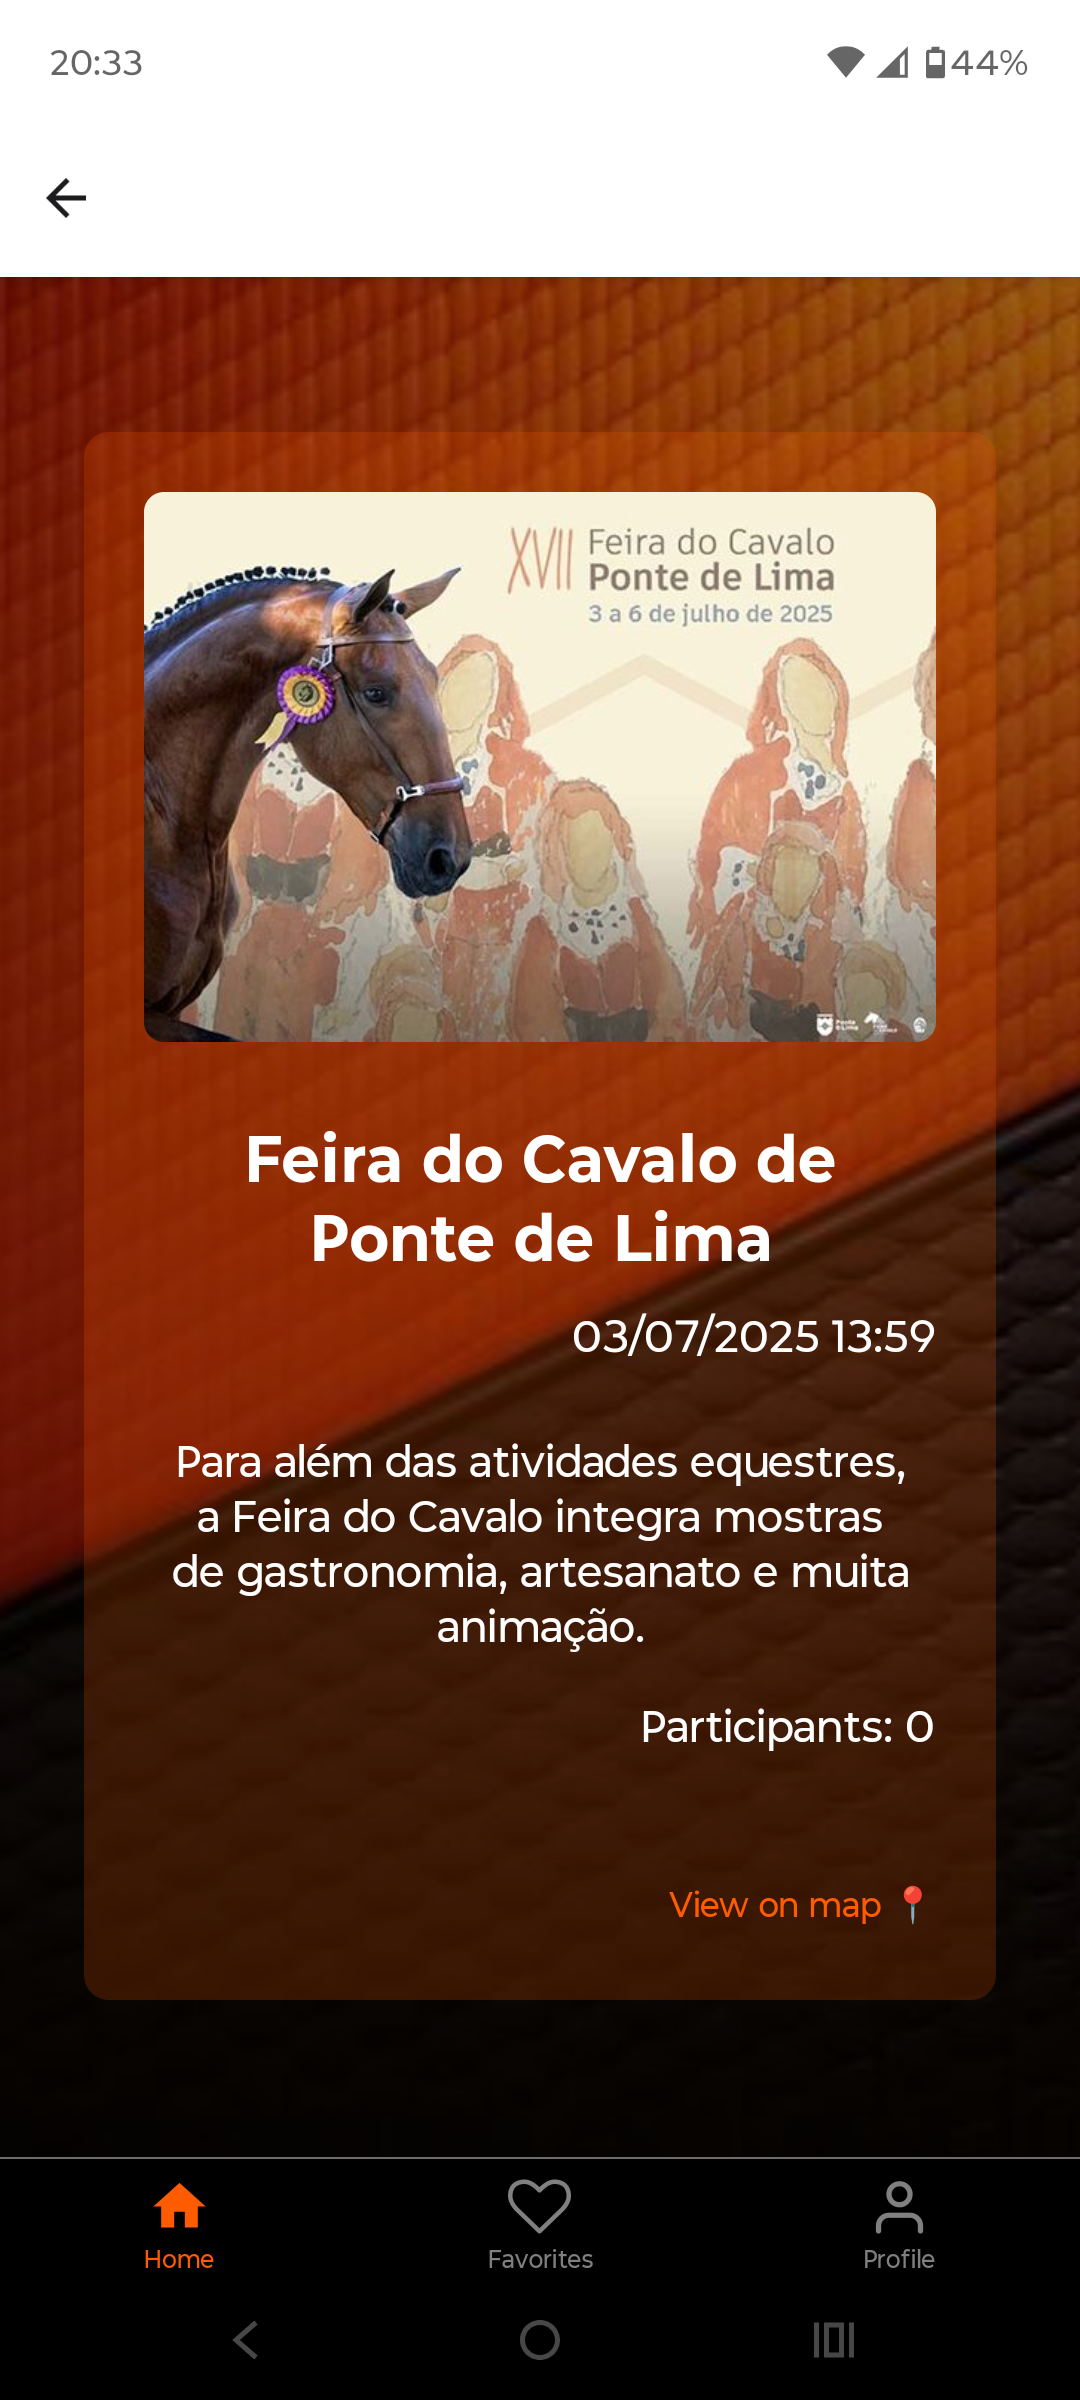 20:33
44%
XVII Feira do Cavalo
Ponte de Lima
3 a 6 de julho de 2025
Feira do Cavalo de
Ponte de Lima
03/07/2025 13:59
Para além das atividades equestres,
a Feira do Cavalo integra mostras
de gastronomia, artesanato e muita
animação.
Participants: 0
View on map
Home
Favorites
Profile